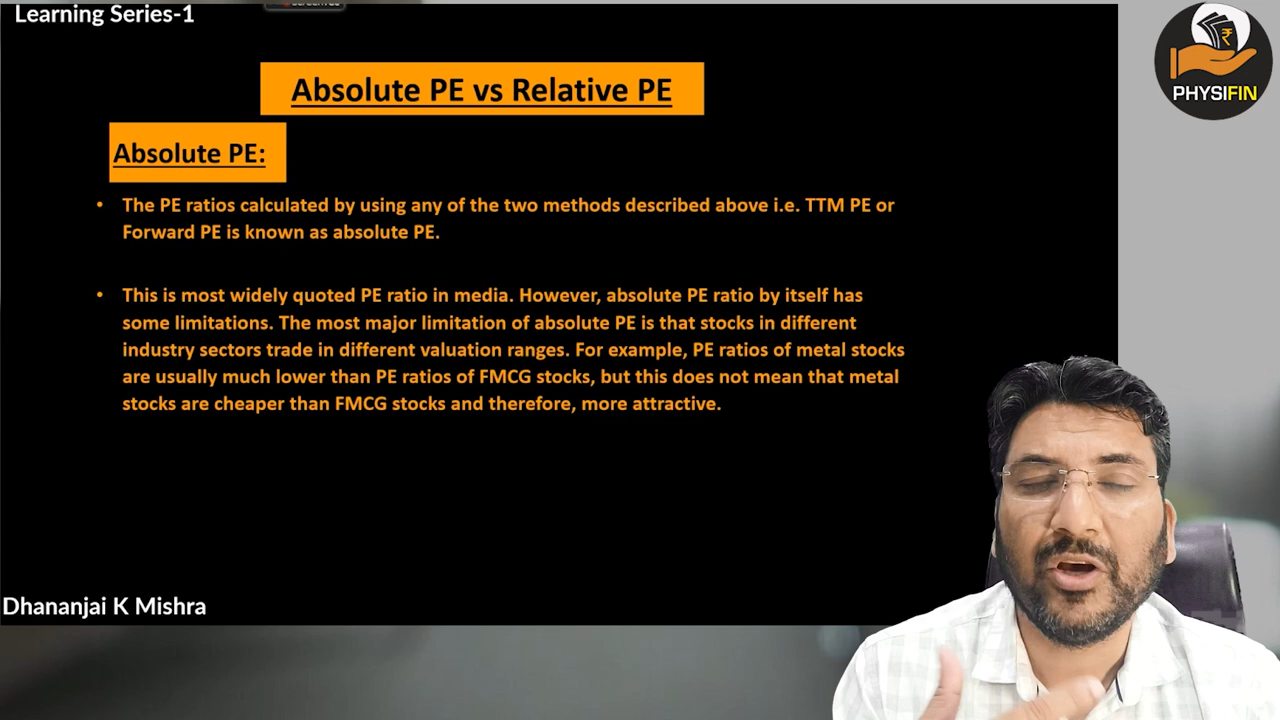 Learning Series-1
PHYSIFIN
Absolute PE vs Relative PE
Absolute PE:
• The PE ratios calculated by using any of the two methods described above i.e. TTM PE or
Forward PE is known as absolute PE.
• This is most widely quoted PE ratio in media. However, absolute PE ratio by itself has
some limitations. The most major limitation of absolute PE is that stocks in different
industry sectors trade in different valuation ranges. For example, PE ratios of metal stocks
are usually much lower than PE ratios of FMCG stocks, but this does not mean that metal
stocks are cheaper than FMCG stocks and therefore, more attractive.
Dhananjai K Mishra